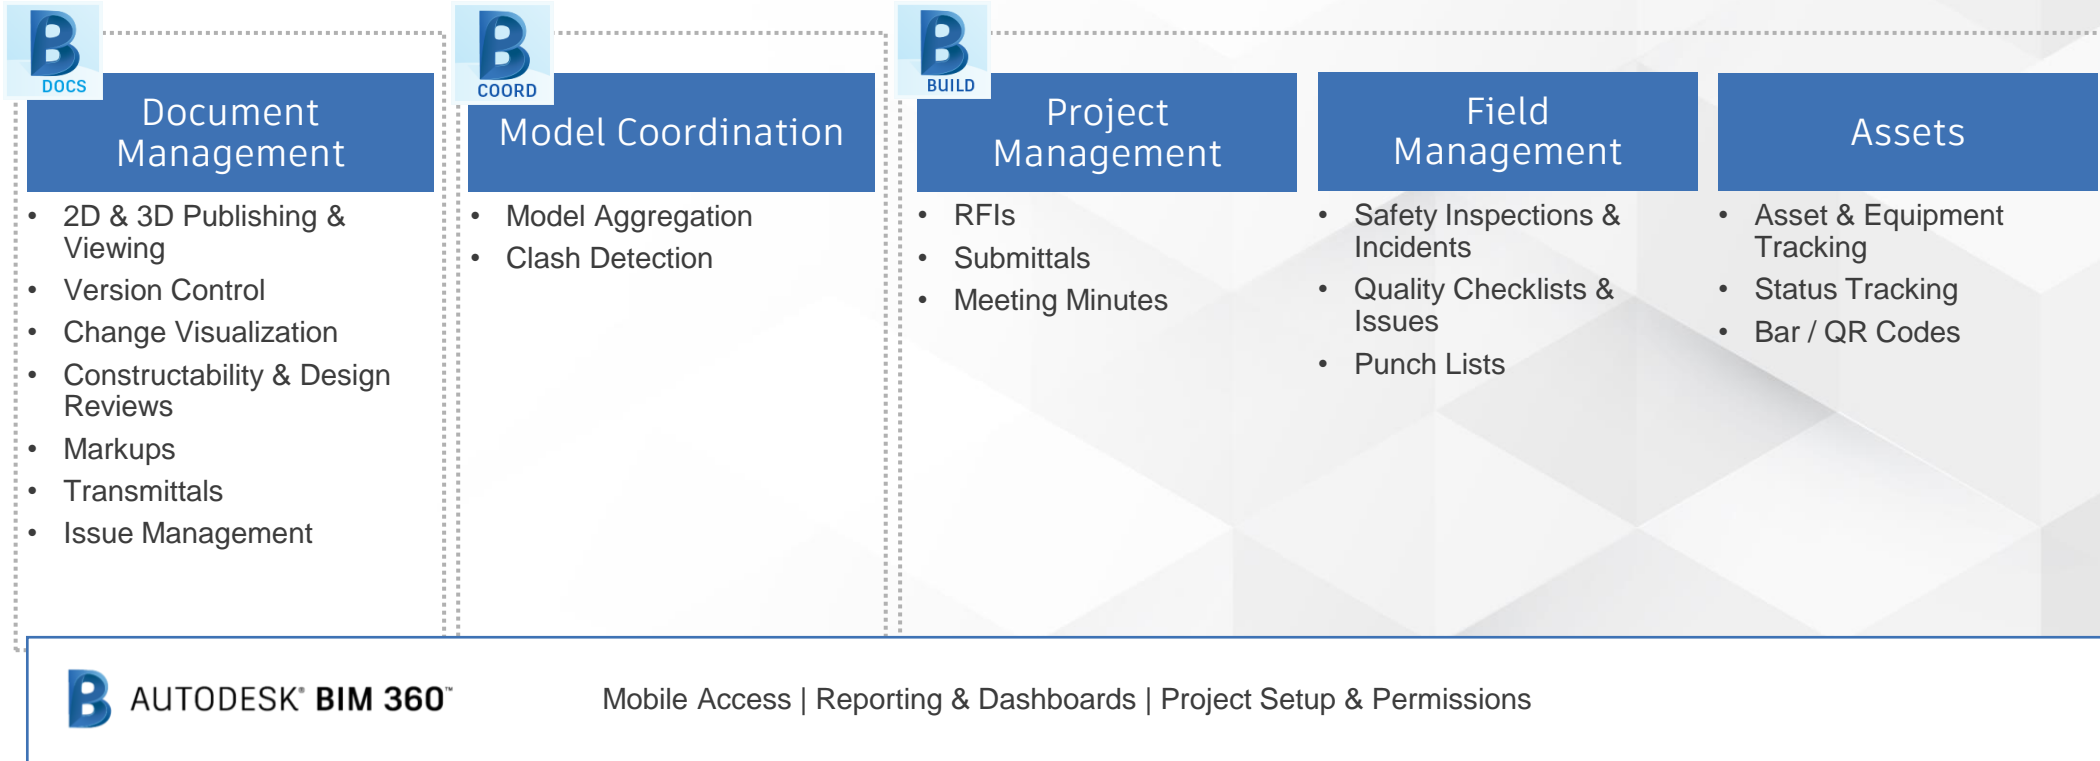 B
DOCS
Document
Management
• 2D & 3D Publishing &
Viewing
• Version Control
• Change Visualization
• Constructability & Design
Reviews
• Markups
• Transmittals
• Issue Management
B
COORD
Model Coordination
• Model Aggregation
• Clash Detection
B
BUILD
Project
Management
• RFIs
• Submittals
• Meeting Minutes
Field
Management
• Safety Inspections &
Incidents
• Quality Checklists &
Issues
• Punch Lists
Assets
• Asset & Equipment
Tracking
• Status Tracking
• Bar / QR Codes
B AUTODESK® BIM 360™
Mobile Access | Reporting & Dashboards | Project Setup & Permissions